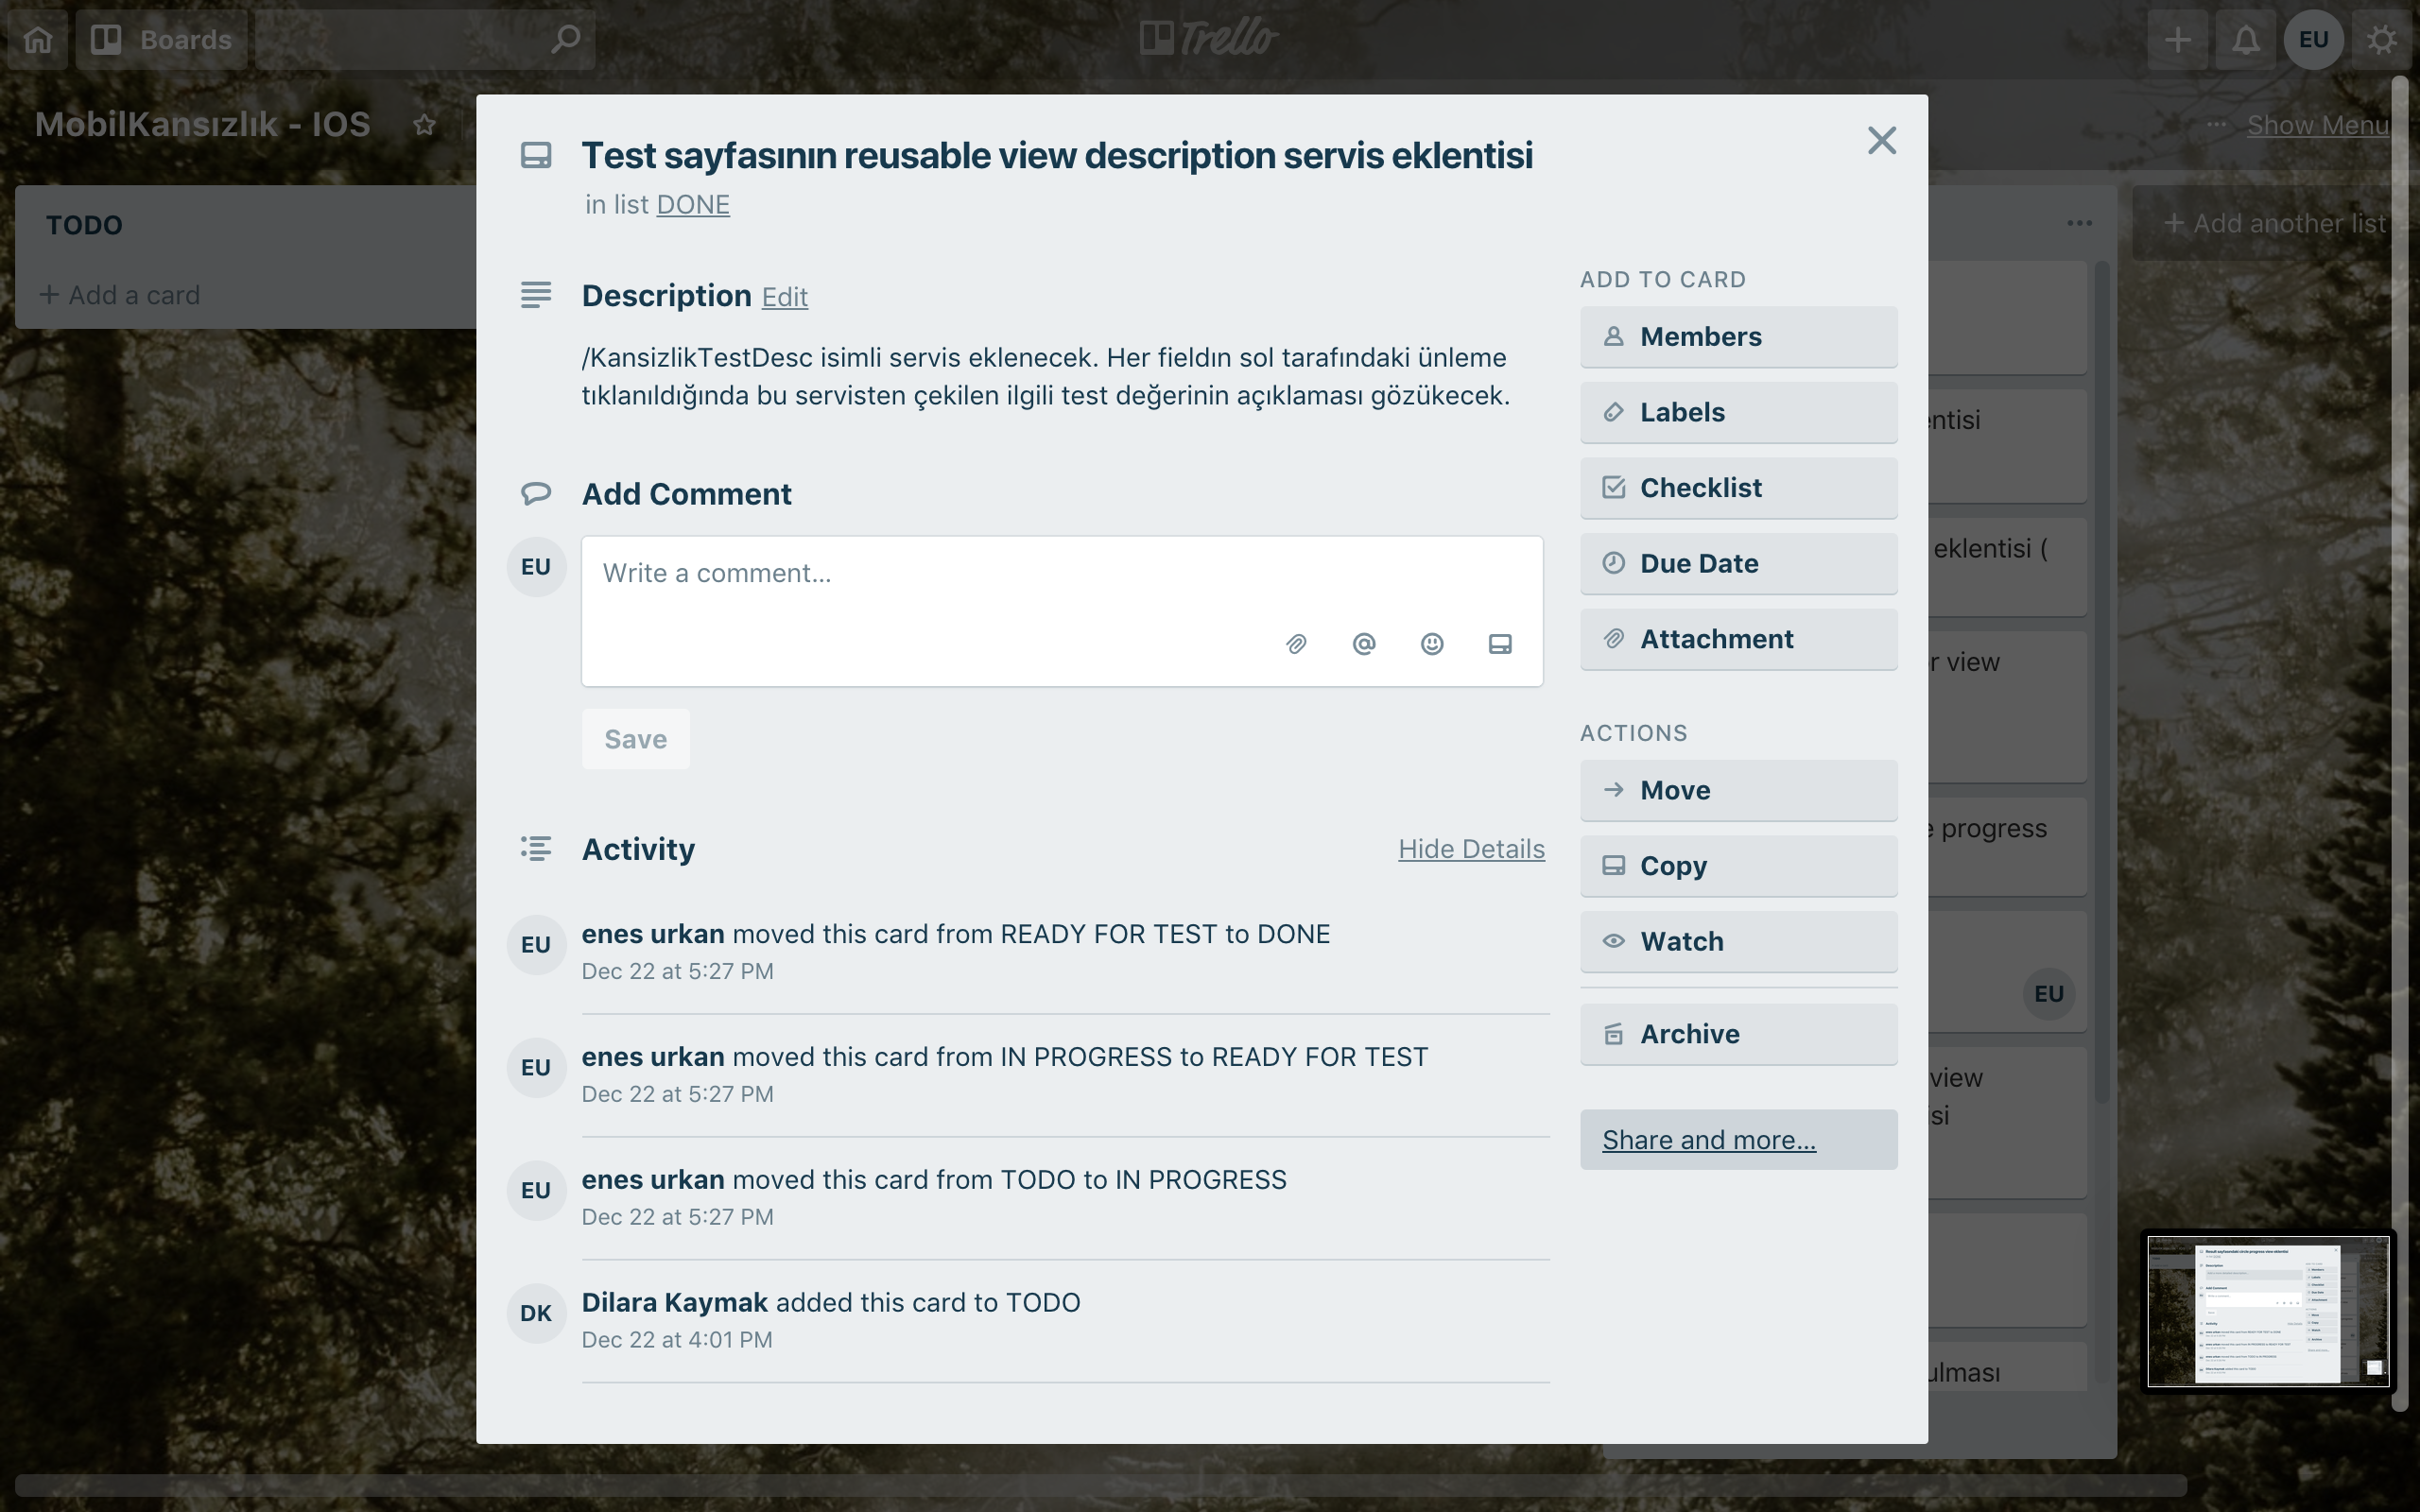 Boards
Trello
EU
MobilKansızlık - IOS
Show Menu
TODO
+ Add a card
+ Add another list
Test sayfasının reusable view description servis eklentisi
in list DONE
Description Edit
/KansizlikTestDesc isimli servis eklenecek. Her fieldın sol tarafındaki ünleme
tıklanıldığında bu servisten çekilen ilgili test değerinin açıklaması gözükecek.
Add Comment
EU
Write a comment...
Save
Activity
Hide Details
EU
enes urkan moved this card from READY FOR TEST to DONE
Dec 22 at 5:27 PM
EU
enes urkan moved this card from IN PROGRESS to READY FOR TEST
Dec 22 at 5:27 PM
EU
enes urkan moved this card from TODO to IN PROGRESS
Dec 22 at 5:27 PM
DK
Dilara Kaymak added this card to TODO
Dec 22 at 4:01 PM
ADD TO CARD
Members
Labels
Checklist
Due Date
Attachment
ACTIONS
Move
Copy
Watch
Archive
Share and more...
entisi
eklentisi (
r view
progress
EU
view
si
ulması